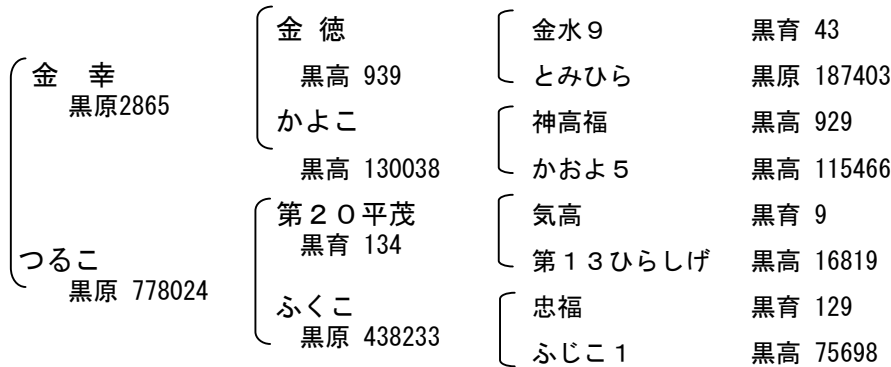 金 徳 金水９ 黒育 43
金 幸 黒高 939 とみひら 黒原 187403
黒原2865
かよこ 神高福 黒高 929
黒高 130038 かおよ５ 黒高 115466
第２０平茂 気高 黒育 9
黒育 134
つるこ 第１３ひらしげ 黒高 16819
黒原 778024
ふくこ 忠福 黒育 129
黒原 438233
ふじこ１ 黒高 75698